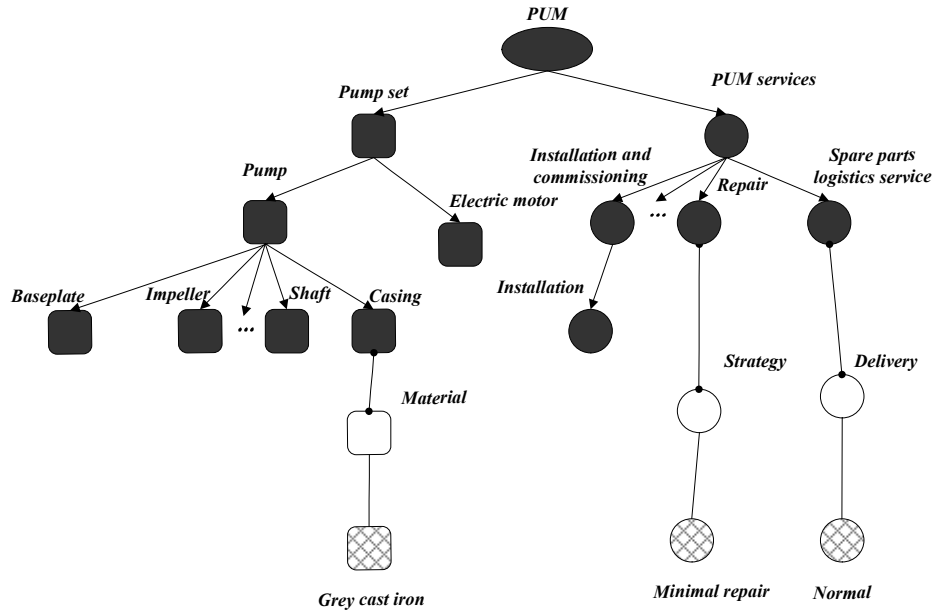 PUM
PUM services
Pump set
Installation and
commissioning
Spare parts
logistics service
Pump
Repair
Electric motor
...
Baseplate
Impeller
Shaft
Casing
Installation
...
Strategy
Delivery
Material
Grey cast iron
Minimal repair
Normal